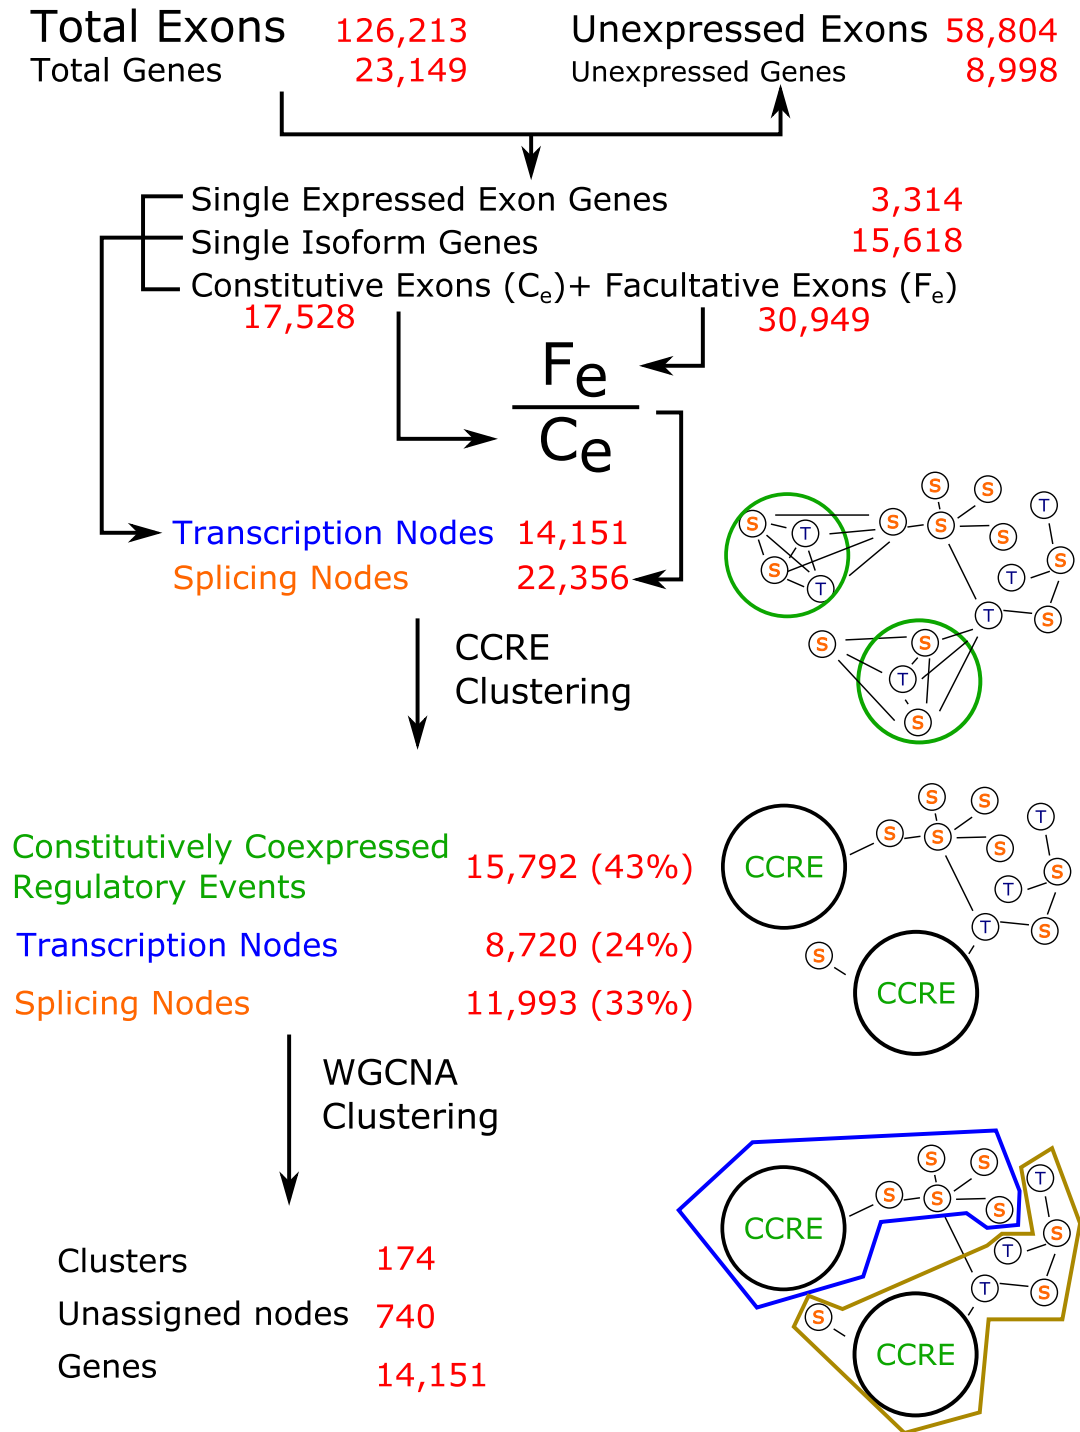 Total Exons 126,213 Unexpressed Exons 58,804
Total Genes 23,149 Unexpressed Genes 8,998
Single Expressed Exon Genes 3,314
Single Isoform Genes 15,618
Constitutive Exons (Ce)+ Facultative Exons (Fe)
17,528 30,949
Fe
Ce
Transcription Nodes 14,151
Splicing Nodes 22,356
S S S S S T T S T S T S S S T S T S
CCRE
Clustering
Constitutively Coexpressed
Regulatory Events
15,792 (43%)
Transcription Nodes 8,720 (24%)
Splicing Nodes 11,993 (33%)
CCRE S S S S S T S T T S S CCRE
WGCNA
Clustering
CCRE S S S S S T S T T S S CCRE
Clusters 174
Unassigned nodes 740
Genes 14,151